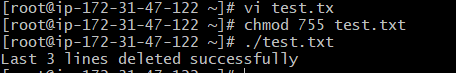 [root@ip-172-31-47-122 ~]# vi test.tx
[root@ip-172-31-47-122 ~]# chmod 755 test.txt
[root@ip-172-31-47-122 ~]# ./test.txt
Last 3 lines deleted successfully